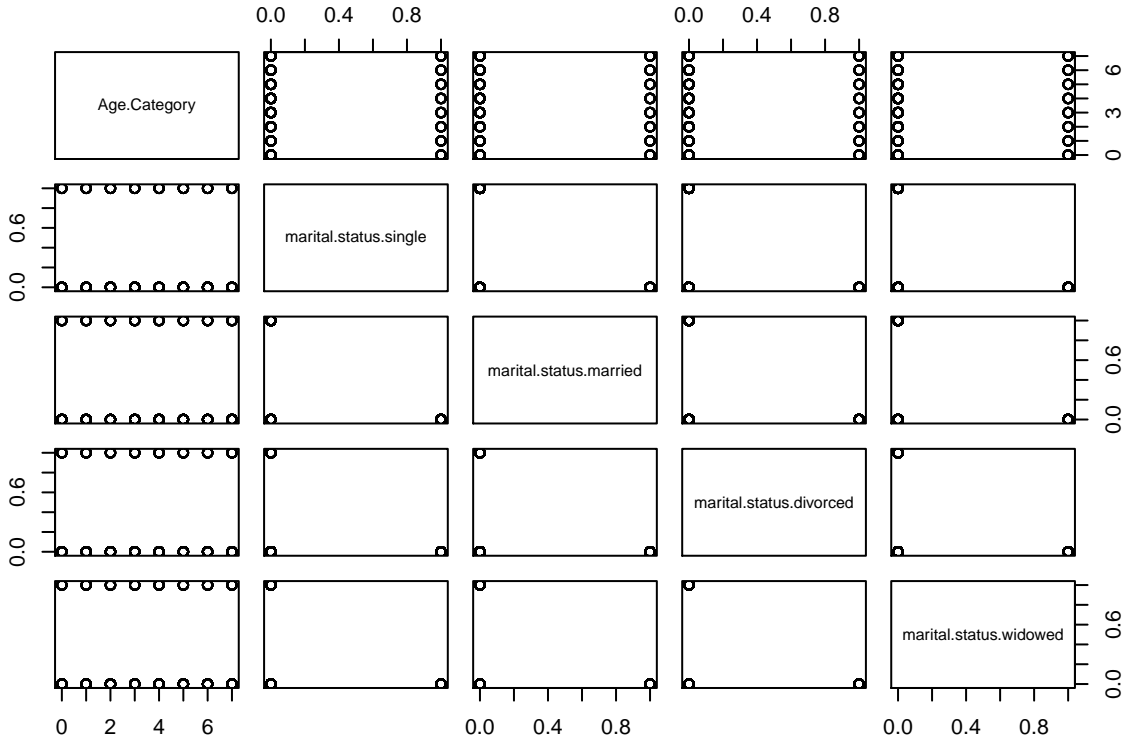 0.0 0.4 0.8 0.0 0.4 0.8
Age.Category
0 3 6
0.0 0.6
marital.status.single
marital.status.married
0.0 0.6
0.0 0.6
marital.status.divorced
marital.status.widowed
0.0 0.6
0 2 4 6 0.0 0.4 0.8 0.0 0.4 0.8